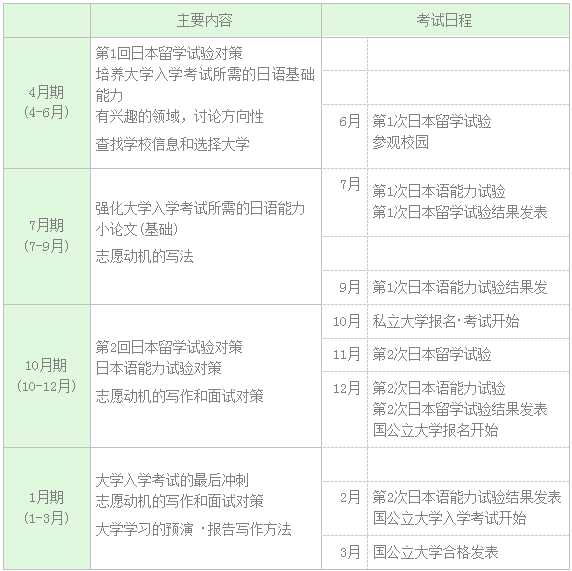 主要内容 考试日程
4月期
(4-6月)
第1回日本留学试验对策
培养大学入学考试所需的日语基础
能力
有兴趣的领域，讨论方向性
查找学校信息和选择大学
6月 第1次日本留学试验
参观校园
7月期
(7-9月)
强化大学入学考试所需的日语能力
小论文(基础)
志愿动机的写法
7月 第1次日本语能力试验
第1次日本留学试验结果发表
9月 第1次日本语能力试验结果发
10月期
(10-12月)
第2回日本留学试验对策
日本语能力试验对策
志愿动机的写作和面试对策
10月 私立大学报名·考试开始
11月 第2次日本留学试验
12月 第2次日本语能力试验
第2次日本留学试验结果发表
国公立大学报名开始
1月期
(1-3月)
大学入学考试的最后冲刺
志愿动机的写作和面试对策
大学学习的预演 ·报告写作方法
2月 第2次日本语能力试验结果发表
国公立大学入学考试开始
3月 国公立大学合格发表